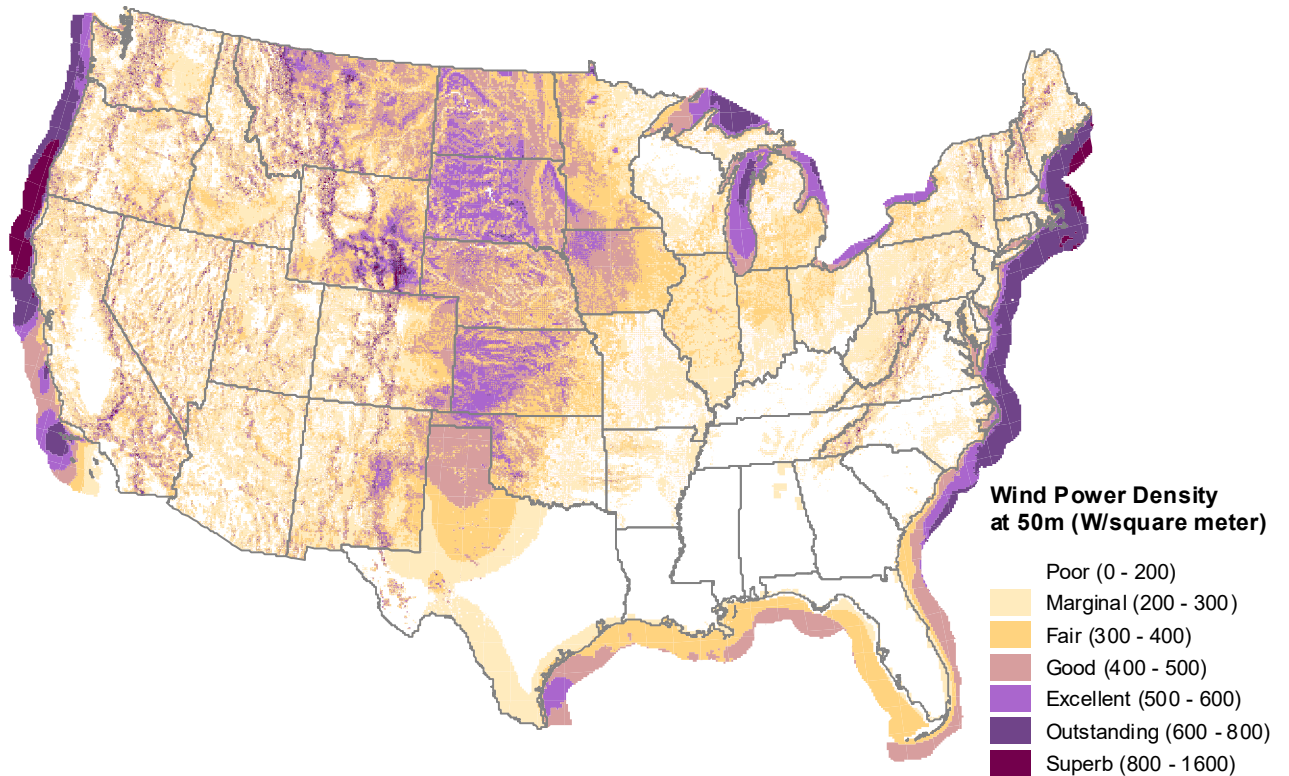 Wind Power Density
at 50m (W/square meter)
Poor (0 - 200)
Marginal (200 - 300)
Fair (300 - 400)
Good (400 - 500)
Excellent (500 - 600)
Outstanding (600 - 800)
Superb (800 - 1600)